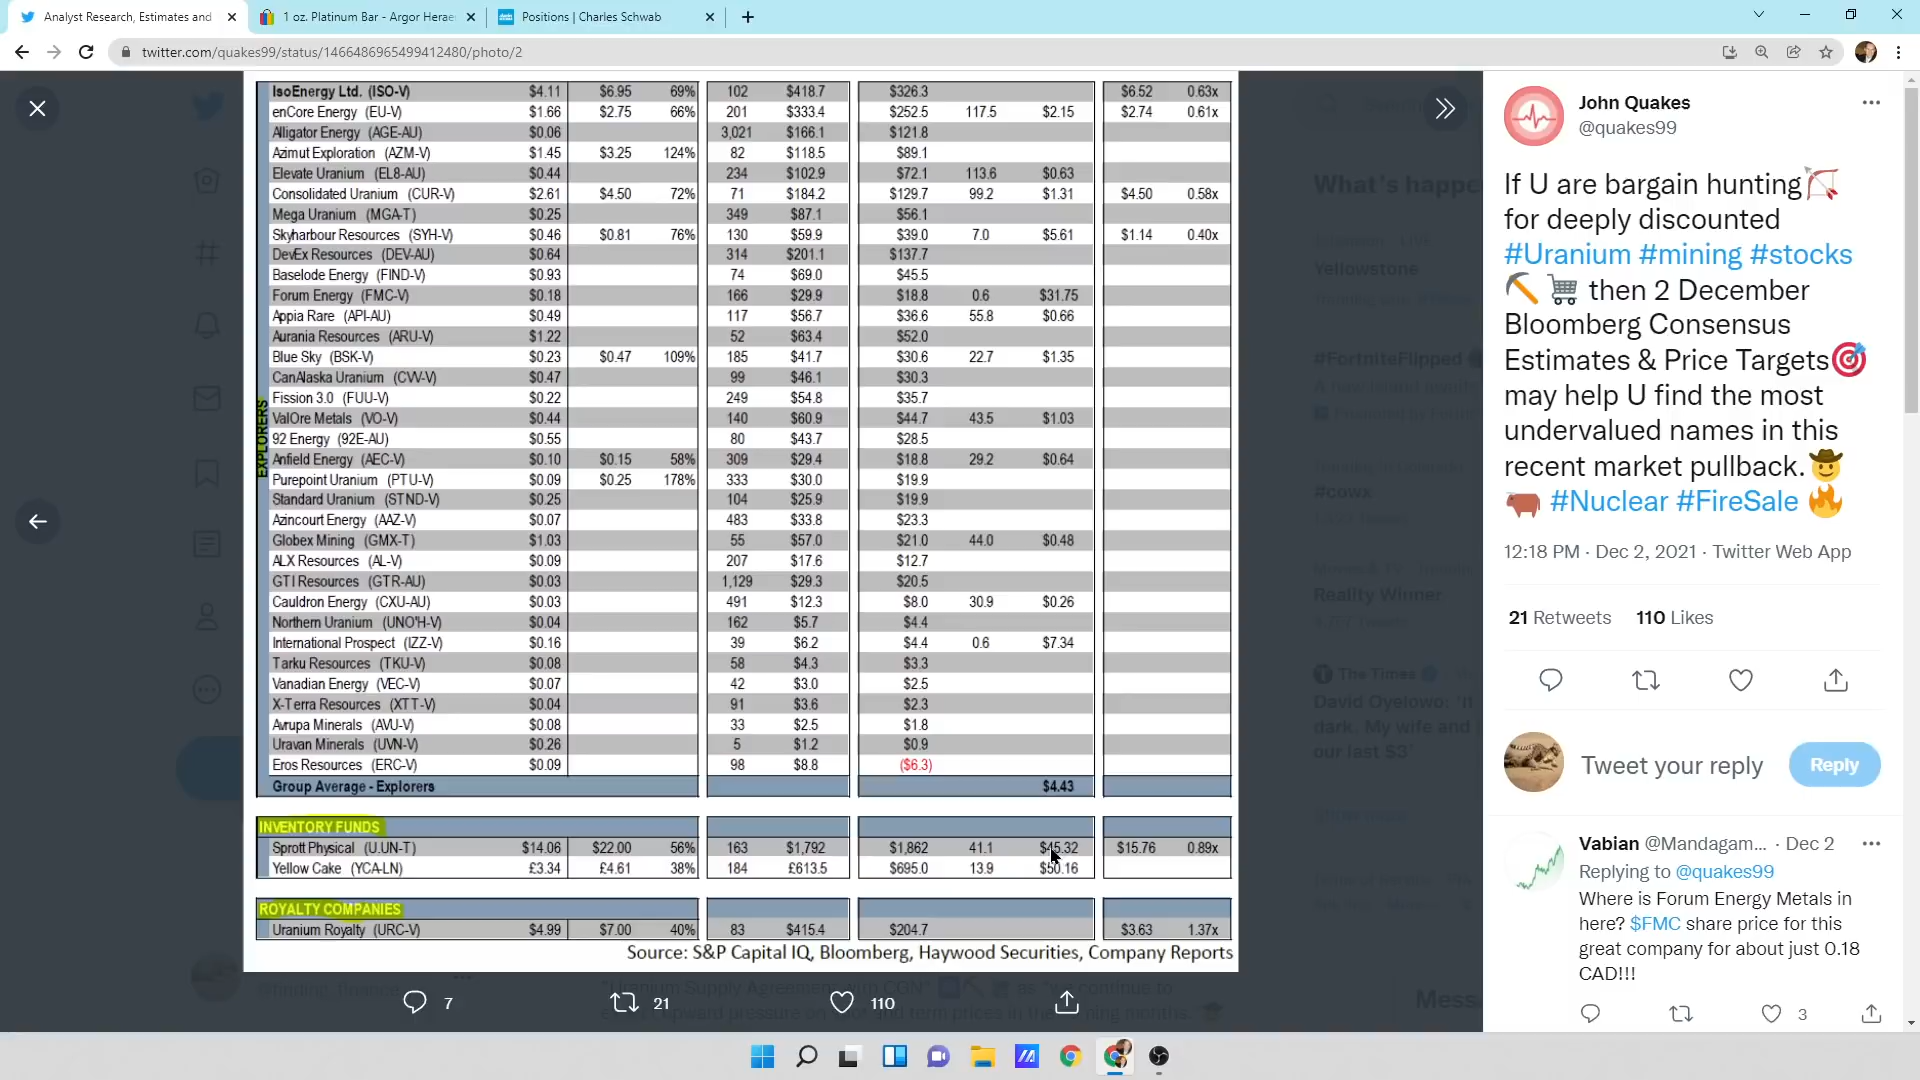 Analyst Research, Estimates and
1 oz. Platinum Bar - Argor Herae
Positions | Charles Schwab
twitter.com/quakes99/status/1466486965499412480/photo/2
IsoEnergy Ltd. (ISO-V) $4.11 $6.95 69% 102 $418.7 $326.3 $6.52 0.63x
enCore Energy (EU-V) $1.66 $2.75 66% 201 $333.4 $252.5 117.5 $2.15 $2.74 0.61x
Alligator Energy (AGE-AU) $0.06 3,021 $166.1 $121.8
Azimut Exploration (AZM-V) $1.45 $3.25 124% 82 $118.5 $89.1
Elevate Uranium (EL8-AU) $0.44 234 $102.9 $72.1 113.6 $0.63
Consolidated Uranium (CUR-V) $2.61 $4.50 72% 71 $184.2 $129.7 99.2 $1.31 $4.50 0.58x
Mega Uranium (MGA-T) $0.25 349 $87.1 $56.1
Skyharbour Resources (SYH-V) $0.46 $0.81 76% 130 $59.9 $39.0 7.0 $5.61 $1.14 0.40x
DevEx Resources (DEV-AU) $0.64 314 $201.1 $137.7
Baselode Energy (FIND-V) $0.93 74 $69.0 $45.5
Forum Energy (FMC-V) $0.18 166 $29.9 $18.8 0.6 $31.75
Appia Rare (API-AU) $0.49 117 $56.7 $36.6 55.8 $0.66
Aurania Resources (ARU-V) $1.22 52 $63.4 $52.0
Blue Sky (BSK-V) $0.23 $0.47 109% 185 $41.7 $30.6 22.7 $1.35
CanAlaska Uranium (CVV-V) $0.47 99 $46.1 $30.3
Fission 3.0 (FUU-V) $0.22 249 $54.8 $35.7
EXPLORERS
ValOre Metals (VO-V) $0.44 140 $60.9 $44.7 43.5 $1.03
92 Energy (92E-AU) $0.55 80 $43.7 $28.5
Anfield Energy (AEC-V) $0.10 $0.15 58% 309 $29.4 $18.8 29.2 $0.64
Purepoint Uranium (PTU-V) $0.09 $0.25 178% 333 $30.0 $19.9
Standard Uranium (STND-V) $0.25 104 $25.9 $19.9
Azincourt Energy (AAZ-V) $0.07 483 $33.8 $23.3
Globex Mining (GMX-T) $1.03 55 $57.0 $21.0 44.0 $0.48
ALX Resources (AL-V) $0.09 207 $17.6 $12.7
GTI Resources (GTR-AU) $0.03 1,129 $29.3 $20.5
Cauldron Energy (CXU-AU) $0.03 491 $12.3 $8.0 30.9 $0.26
Northern Uranium (UNO'H-V) $0.04 162 $5.7 $4.4
International Prospect (IZZ-V) $0.16 39 $6.2 $4.4 0.6 $7.34
Tarku Resources (TKU-V) $0.08 58 $4.3 $3.3
Vanadian Energy (VEC-V) $0.07 42 $3.0 $2.5
X-Terra Resources (XTT-V) $0.04 91 $3.6 $2.3
Avrupa Minerals (AVU-V) $0.08 33 $2.5 $1.8
Uravan Minerals (UVN-V) $0.26 5 $1.2 $0.9
Eros Resources (ERC-V) $0.09 98 $8.8 ($6.3)
Group Average - Explorers $4.43
INVENTORY FUNDS
Sprott Physical (U.UN-T) $14.06 $22.00 56% 163 $1,792 $1,862 41.1 $45.32 $15.76 0.89x
Yellow Cake (YCA-LN) £3.34 £4.61 38% 184 £613.5 $695.0 13.9 $50.16
ROYALTY COMPANIES
Uranium Royalty (URC-V) $4.99 $7.00 40% 83 $415.4 $204.7 $3.63 1.37x
Source: S&P Capital IQ, Bloomberg, Haywood Securities, Company Reports
7 21 110
What's happe
Yellowstone
#FortniteFlipped
#cowx
Reality Winner
The Times
David Oyelowo: 'If
dark. My wife and
our last $3'
Mess
John Quakes
@quakes99
If U are bargain hunting🏹
for deeply discounted
#Uranium #mining #stocks
⛏️🛒 then 2 December
Bloomberg Consensus
Estimates & Price Targets🎯
may help U find the most
undervalued names in this
recent market pullback.🤠
🐂 #Nuclear #FireSale 🔥
12:18 PM · Dec 2, 2021 · Twitter Web App
21 Retweets 110 Likes
Tweet your reply
Reply
Vabian @Mandagam... · Dec 2
Replying to @quakes99
Where is Forum Energy Metals in
here? $FMC share price for this
great company for about just 0.18
CAD!!!
3